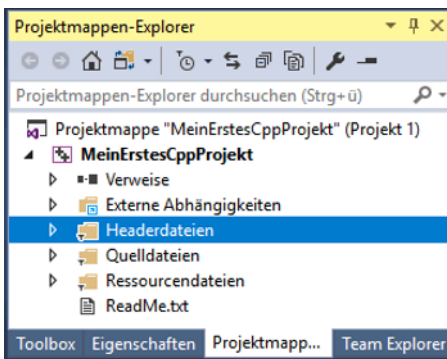 Projektmappen-Explorer
Projektmappen-Explorer durchsuchen (Strg+ü)
Projektmappe "MeinErstesCppProjekt" (Projekt 1)
MeinErstesCppProjekt
Verweise
Externe Abhängigkeiten
Headerdateien
Quelldateien
Ressourcendateien
ReadMe.txt
Toolbox Eigenschaften Projektmapp... Team Explorer